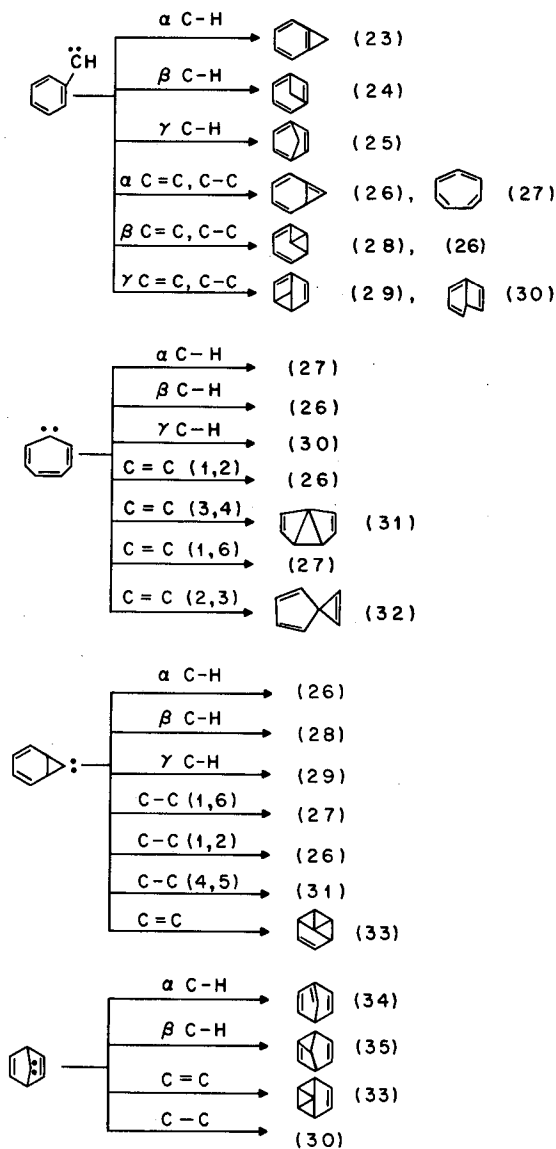 α C-H (23)
C̈H
β C-H (24)
γ C-H (25)
α C=C, C-C (26), (27)
β C=C, C-C (28), (26)
γ C=C, C-C (29), (30)
α C-H (27)
β C-H (26)
γ C-H (30)
C=C (1,2) (26)
C=C (3,4) (31)
C=C (1,6) (27)
C=C (2,3) (32)
α C-H (26)
β C-H (28)
γ C-H (29)
C-C (1,6) (27)
C-C (1,2) (26)
C-C (4,5) (31)
C=C (33)
α C-H (34)
β C-H (35)
C=C (33)
C-C (30)